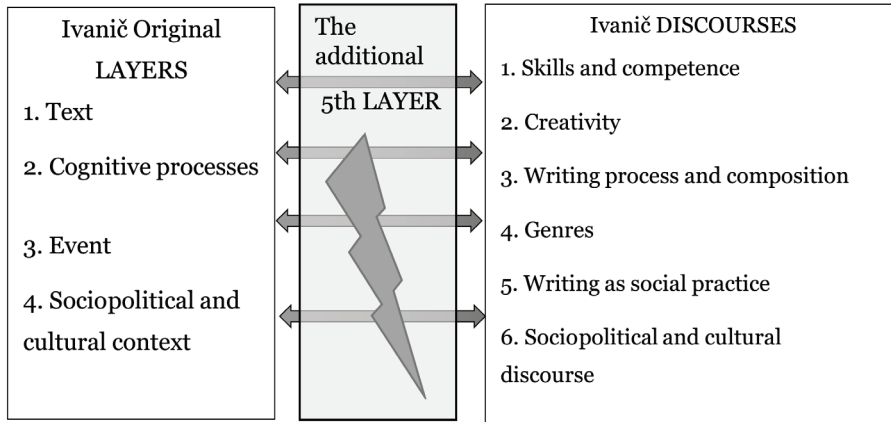 Ivanič Original
LAYERS
1. Text
2. Cognitive processes
3. Event
4. Sociopolitical and
cultural context
The
additional
5th LAYER
Ivanič DISCOURSES
1. Skills and competence
2. Creativity
3. Writing process and composition
4. Genres
5. Writing as social practice
6. Sociopolitical and cultural
discourse